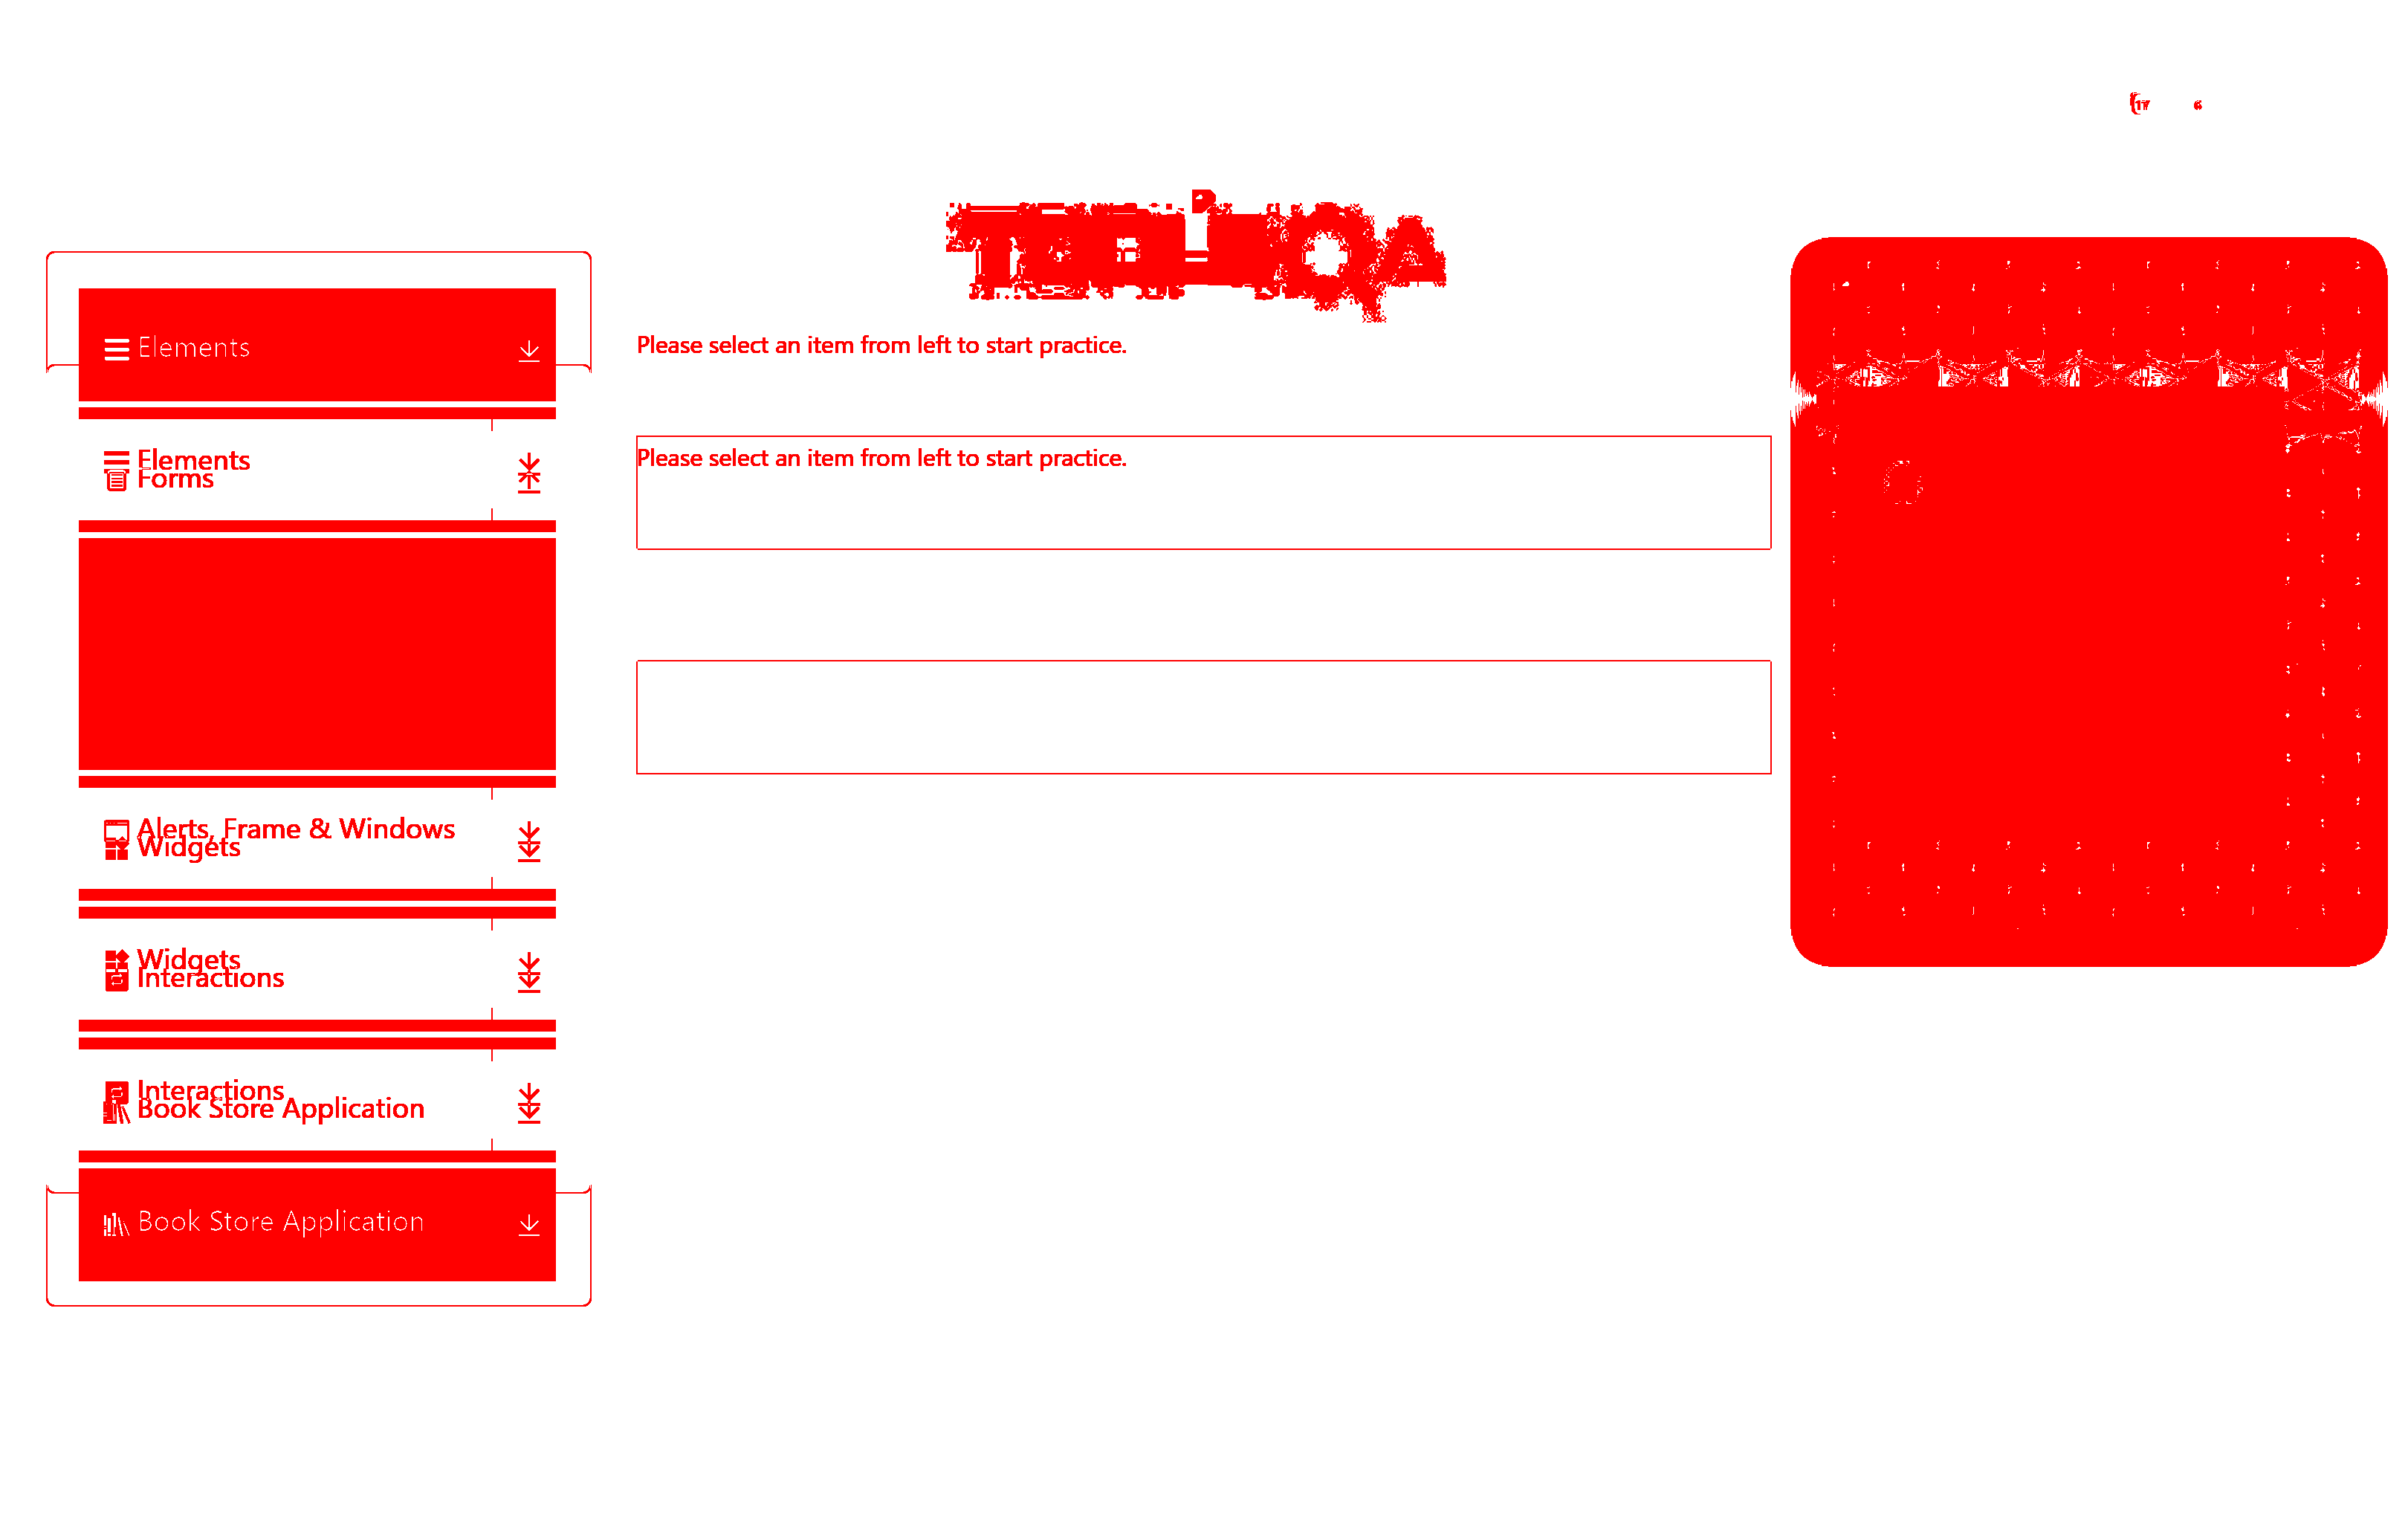 Elements
Please select an item from left to start practice.
Elements
Forms
Please select an item from left to start practice.
Alerts, Frame & Windows
Widgets
Widgets
Interactions
Interactions
Book Store Application
Book Store Application